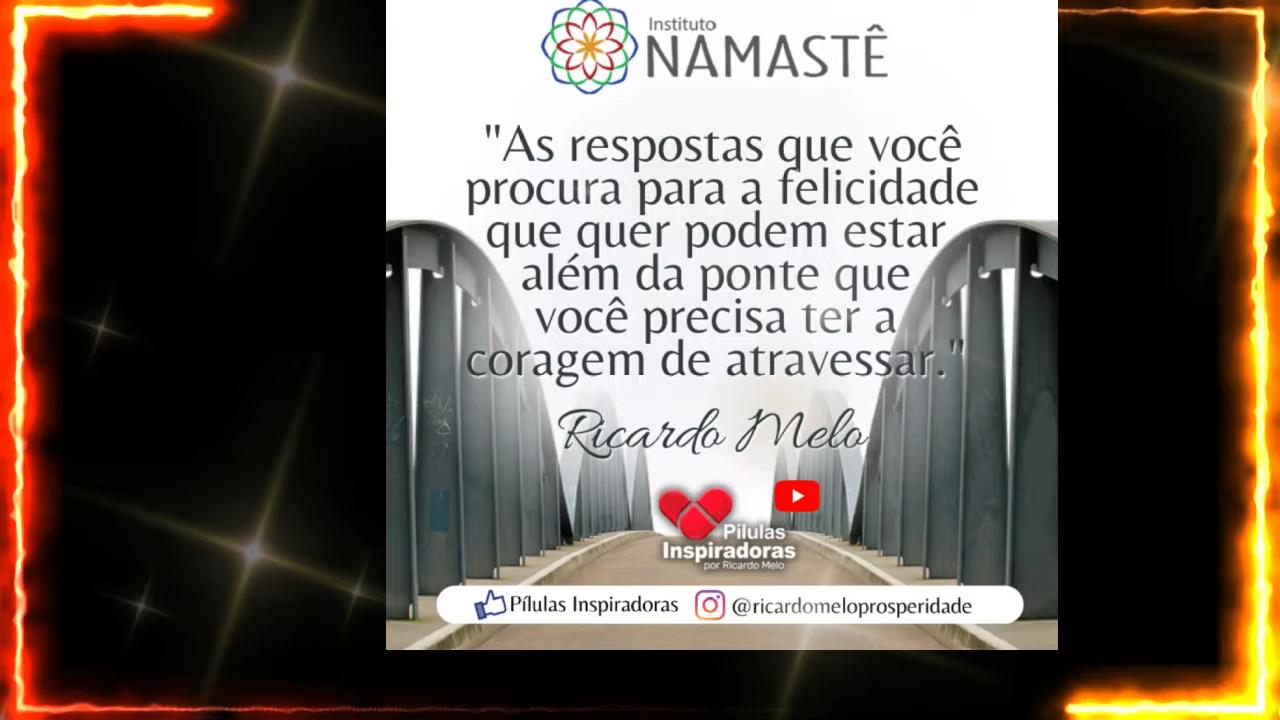 Instituto
NAMASTÊ
"As respostas que você
procura para a felicidade
que quer podem estar
além da ponte que
você precisa ter a
coragem de atravessar."
Ricardo Melo
Pílulas
Inspiradoras
por Ricardo Melo
Pílulas Inspiradoras @ricardomeloprosperidade